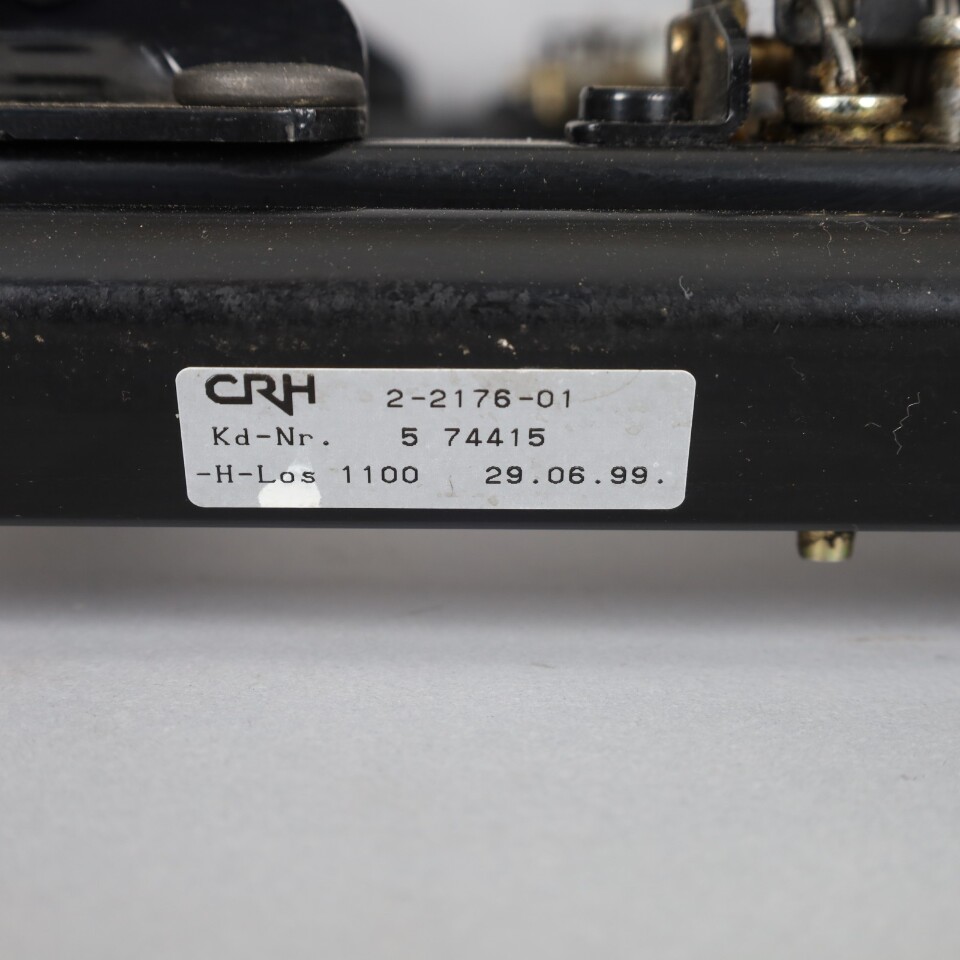 CRH 2-2176-01
Kd-Nr. 5 74415
-H-Los 1100 29.06.99.